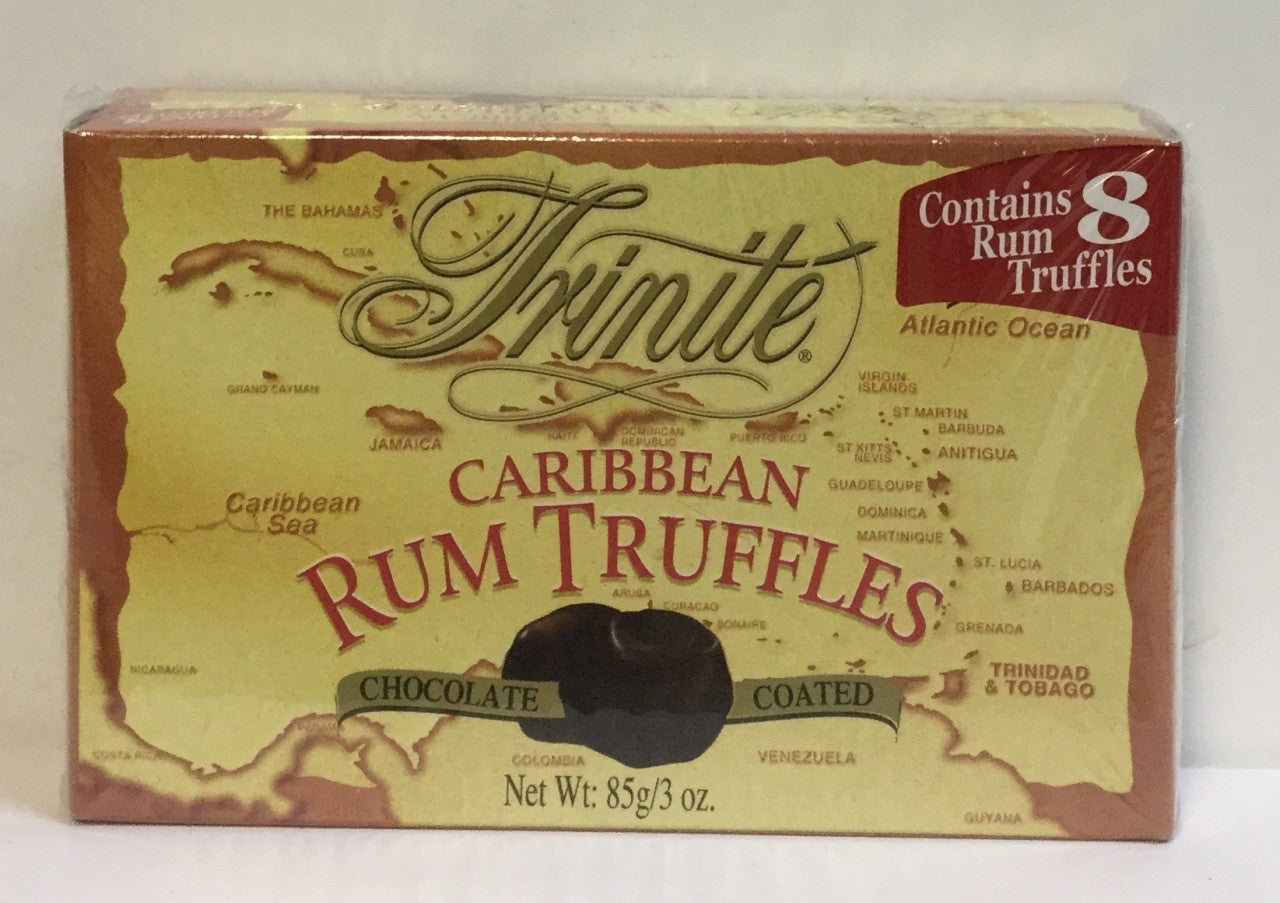 Contains 8
Rum
Truffles
THE BAHAMAS
CUBA
Trinité®
Atlantic Ocean
GRAND CAYMAN
VIRGIN
ISLANDS
ST MARTIN
BARBUDA
JAMAICA
HAITI
DOMINICAN
REPUBLIC
PUERTO RICO
ST KITTS
NEVIS
ANITIGUA
CARIBBEAN
GUADELOUPE
Caribbean
Sea
DOMINICA
MARTINIQUE
RUM TRUFFLES
ST. LUCIA
BARBADOS
ARUBA
CURACAO
BONAIRE
GRENADA
NICARAGUA
TRINIDAD
& TOBAGO
CHOCOLATE COATED
COSTA RICA
COLOMBIA
VENEZUELA
Net Wt: 85g/3 oz.
GUYANA